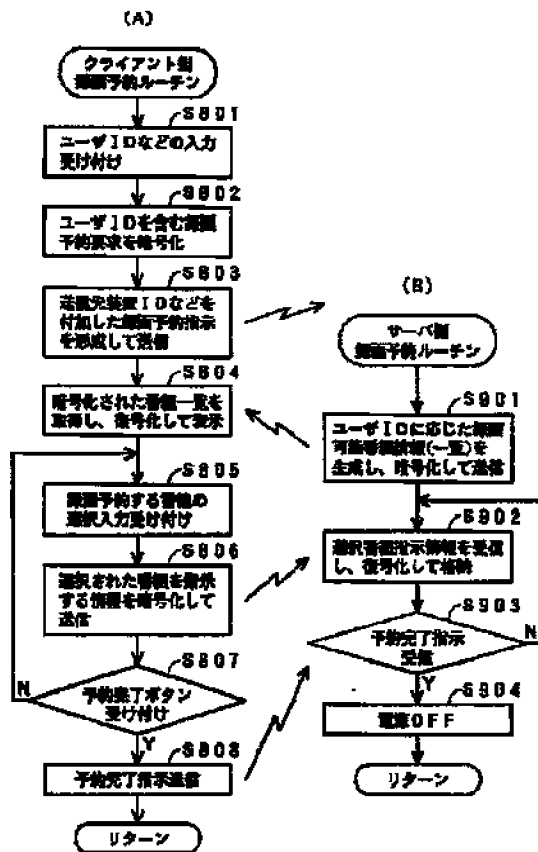 (A)
クライアント側
録画予約ルーチン
S801
ユーザIDなどの入力
受け付け
S802
ユーザIDを含む録画
予約要求を暗号化
S803
送信先装置IDなどを
付加した録画予約指示
を形成して送信
S804
暗号化された番組一覧を
取得し、復号化して表示
S805
録画予約する番組の
選択入力受け付け
S806
選択された番組を指示
する情報を暗号化して
送信
S807
予約完了ボタン
受け付け
N
Y
S808
予約完了指示送信
リターン
(B)
サーバ側
録画予約ルーチン
S901
ユーザIDに応じた録画
可能番組情報(一覧)を
生成し、暗号化して送信
S902
選択番組指示情報を受信
し、復号化して格納
S903
予約完了指示
受信
N
Y
S904
電源OFF
リターン